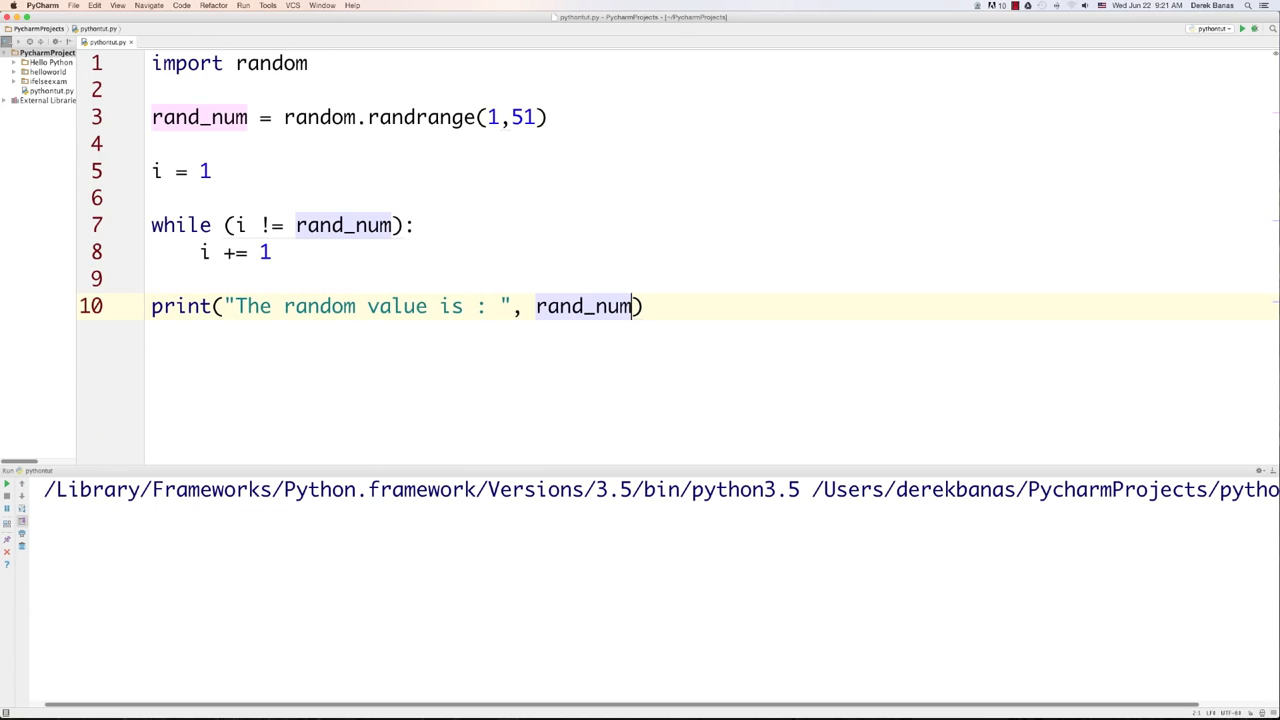 PyCharm File Edit View Navigate Code Refactor Run Tools VCS Window Help 10 Wed Jun 22 9:21 AM Derek Banas
pythontut.py - PycharmProjects - [~/PycharmProjects]
PycharmProjects pythontut.py pythontut
pythontut.py
PycharmProject
Hello Python
helloworld
ifelseexam
pythontut.py
External Librarie
1 import random
2
3 rand_num = random.randrange(1,51)
4
5 i = 1
6
7 while (i != rand_num):
8 i += 1
9
10 print("The random value is : ", rand_num)
Run pythontut
/Library/Frameworks/Python.framework/Versions/3.5/bin/python3.5 /Users/derekbanas/PycharmProjects/pytho
2:1 LF UTF-8